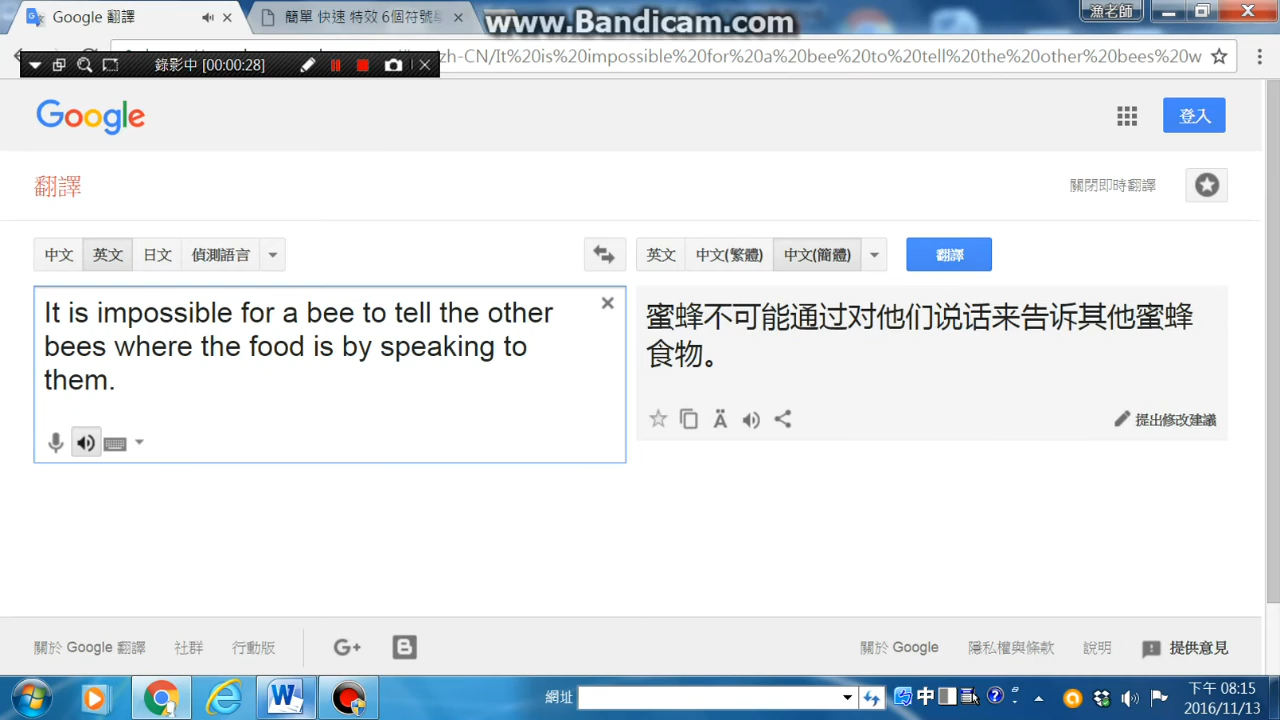 Google 翻譯
簡單 快速 特效 6個符號
www.Bandicam.com
漁老師
錄影中 [00:00:28]
zh-CN/It%20is%20impossible%20for%20a%20bee%20to%20tell%20the%20other%20bees%20w
Google
登入
翻譯
關閉即時翻譯
中文 英文 日文 偵測語言
英文 中文(繁體) 中文(簡體) 翻譯
It is impossible for a bee to tell the other
bees where the food is by speaking to
them.
蜜蜂不可能通过对他们说话来告诉其他蜜蜂
食物。
Ä
提出修改建議
關於 Google 翻譯 社群 行動版 G+ B
關於 Google 隱私權與條款 說明 提供意見
網址
中
下午 08:15
2016/11/13